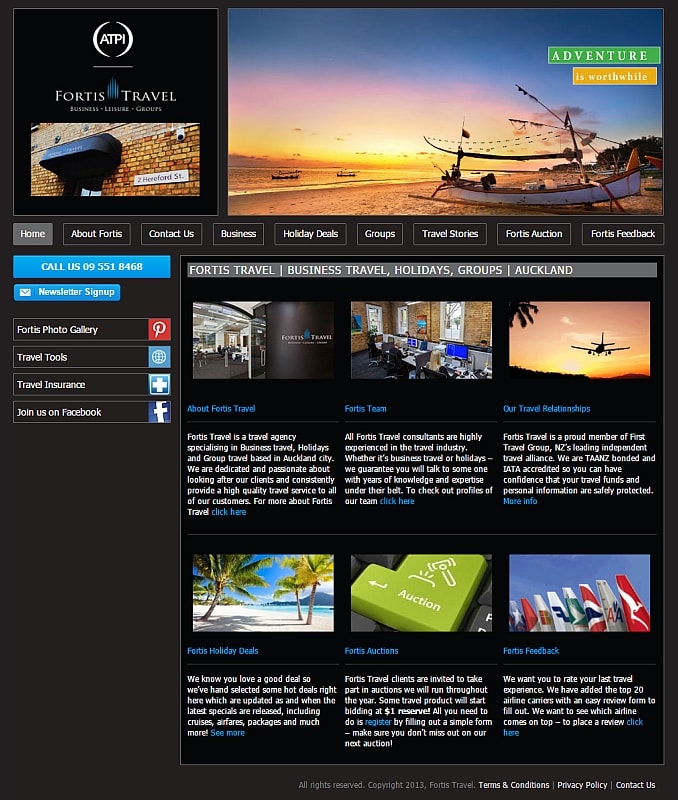 ATPI
FORTIS TRAVEL
BUSINESS • LEISURE • GROUPS
2 Hereford St.
ADVENTURE
is worthwhile
Home
About Fortis
Contact Us
Business
Holiday Deals
Groups
Travel Stories
Fortis Auction
Fortis Feedback
CALL US 09 551 8468
Newsletter Signup
Fortis Photo Gallery
Travel Tools
Travel Insurance
Join us on Facebook
FORTIS TRAVEL | BUSINESS TRAVEL, HOLIDAYS, GROUPS | AUCKLAND
FORTIS TRAVEL
About Fortis Travel
Fortis Travel is a travel agency
specialising in Business travel, Holidays
and Group travel based in Auckland city.
We are dedicated and passionate about
looking after our clients and consistently
provide a high quality travel service to all
of our customers. For more about Fortis
Travel click here
Fortis Team
All Fortis Travel consultants are highly
experienced in the travel industry.
Whether it's business travel or holidays –
we guarantee you will talk to some one
with years of knowledge and expertise
under their belt. To check out profiles of
our team click here
Our Travel Relationships
Fortis Travel is a proud member of First
Travel Group, NZ's leading independent
travel alliance. We are TAANZ bonded and
IATA accredited so you can have
confidence that your travel funds and
personal information are safely protected.
More info
Fortis Holiday Deals
We know you love a good deal so
we've hand selected some hot deals right
here which are updated as and when the
latest specials are released, including
cruises, airfares, packages and much
more! See more
Auction
Fortis Auctions
Fortis Travel clients are invited to take
part in auctions we will run throughout
the year. Some travel product will start
bidding at $1 reserve! All you need to
do is register by filling out a simple form
– make sure you don't miss out on our
next auction!
Fortis Feedback
We want you to rate your last travel
experience. We have added the top 20
airline carriers with an easy review form to
fill out. We want to see which airline
comes on top – to place a review click
here
All rights reserved. Copyright 2013, Fortis Travel. Terms & Conditions | Privacy Policy | Contact Us